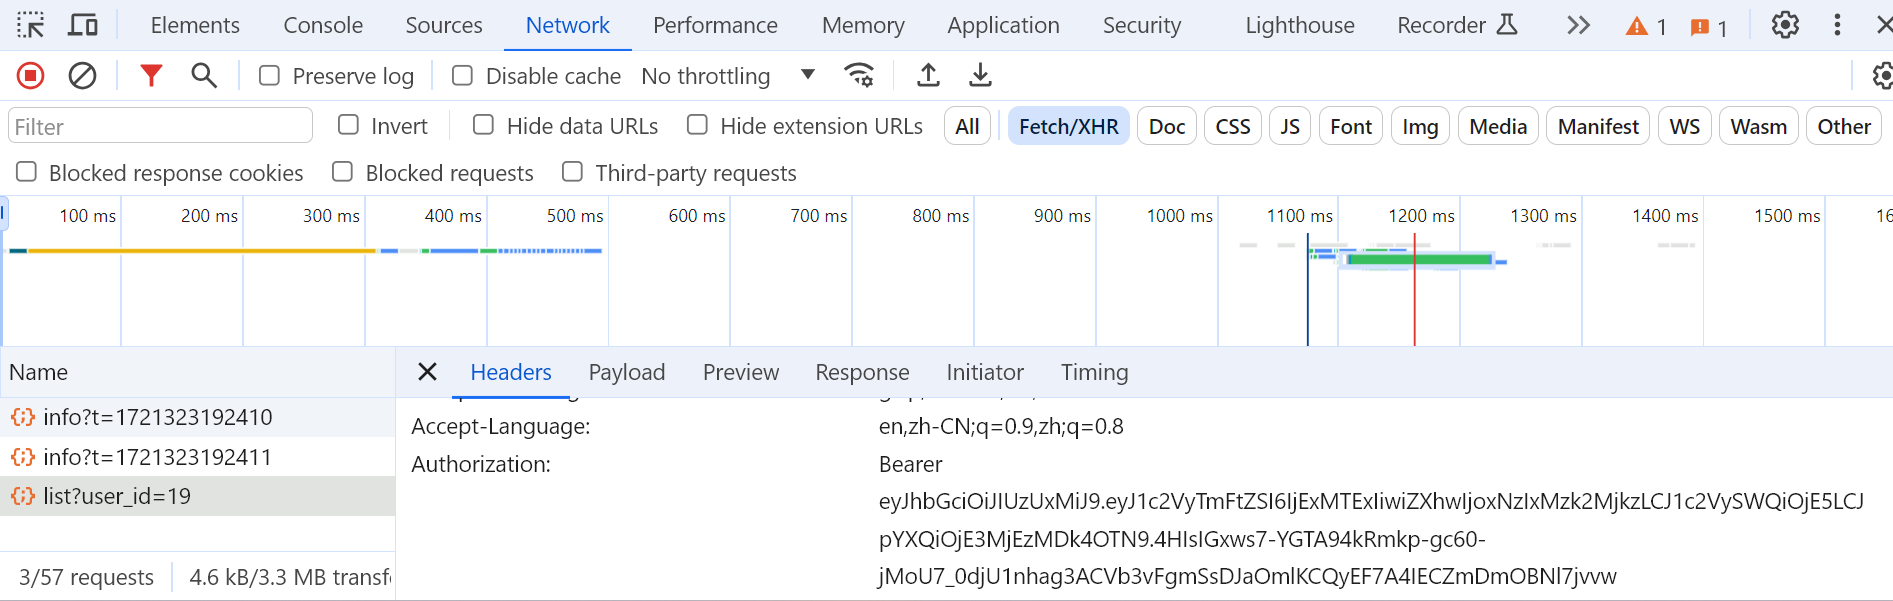 Elements Console Sources Network Performance Memory Application Security Lighthouse Recorder 1 1
Preserve log Disable cache No throttling
Filter Invert Hide data URLs Hide extension URLs All Fetch/XHR Doc CSS JS Font Img Media Manifest WS Wasm Other
Blocked response cookies Blocked requests Third-party requests
100 ms 200 ms 300 ms 400 ms 500 ms 600 ms 700 ms 800 ms 900 ms 1000 ms 1100 ms 1200 ms 1300 ms 1400 ms 1500 ms 16
Name Headers Payload Preview Response Initiator Timing
info?t=1721323192410
Accept-Language: en,zh-CN;q=0.9,zh;q=0.8
info?t=1721323192411
Authorization: Bearer
list?user_id=19
eyJhbGciOiJIUzUxMiJ9.eyJ1c2VyTmFtZSI6IjExMTExIiwiZXhwIjoxNzIxMzk2MjkzLCJ1c2VySWQiOjE5LCJ
pYXQiOjE3MjEzMDk4OTN9.4HIsIGxws7-YGTA94kRmkp-gc60-
jMoU7_0djU1nhag3ACVb3vFgmSsDJaOmlKCQyEF7A4IECZmDmOBNl7jvvw
3/57 requests 4.6 kB/3.3 MB transf